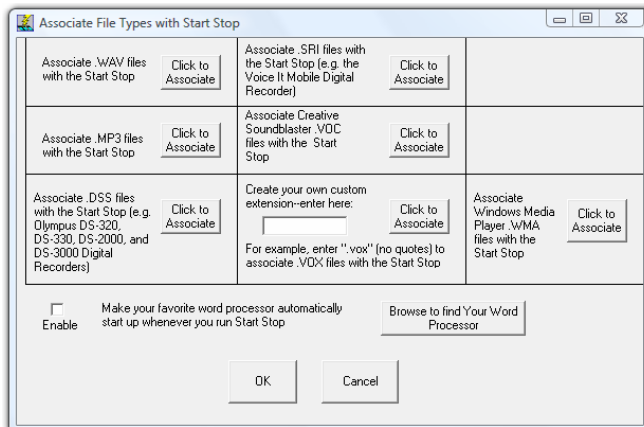 Associate File Types with Start Stop
Associate .WAV files
with the Start Stop
Click to
Associate
Associate .SRI files with
the Start Stop (e.g. the
Voice It Mobile Digital
Recorder)
Click to
Associate
Associate .MP3 files
with the Start Stop
Click to
Associate
Associate Creative
Soundblaster .VOC
files with the Start
Stop
Click to
Associate
Associate .DSS files
with the Start Stop (e.g.
Olympus DS-320,
DS-330, DS-2000, and
DS-3000 Digital
Recorders)
Click to
Associate
Create your own custom
extension--enter here:
Click to
Associate
For example, enter ".vox" (no quotes) to
associate .VOX files with the Start Stop
Associate
Windows Media
Player .WMA
files with the
Start Stop
Click to
Associate
Enable
Make your favorite word processor automatically
start up whenever you run Start Stop
Browse to find Your Word
Processor
OK
Cancel